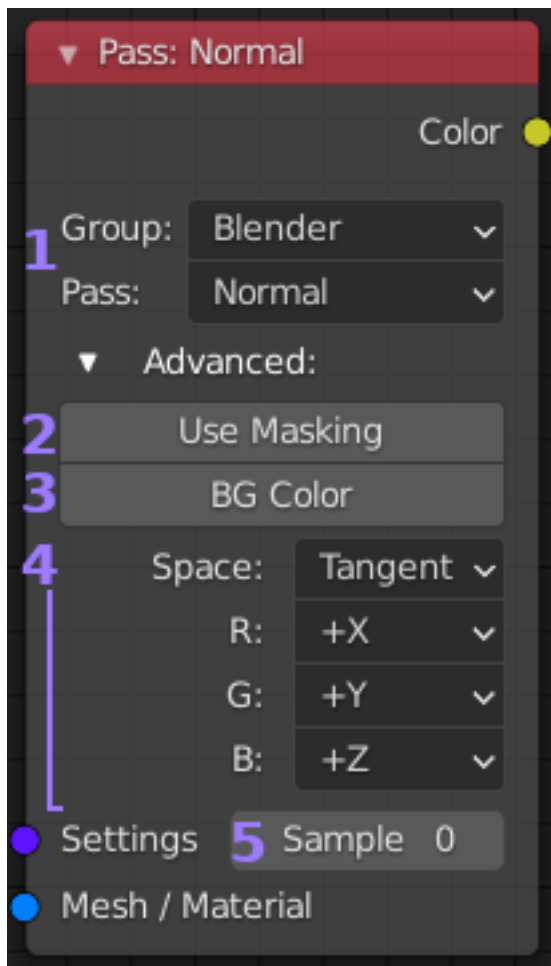 Pass: Normal
Color
1 Group: Blender
Pass: Normal
Advanced:
2 Use Masking
3 BG Color
4 Space: Tangent
R: +X
G: +Y
B: +Z
Settings 5 Sample 0
Mesh / Material